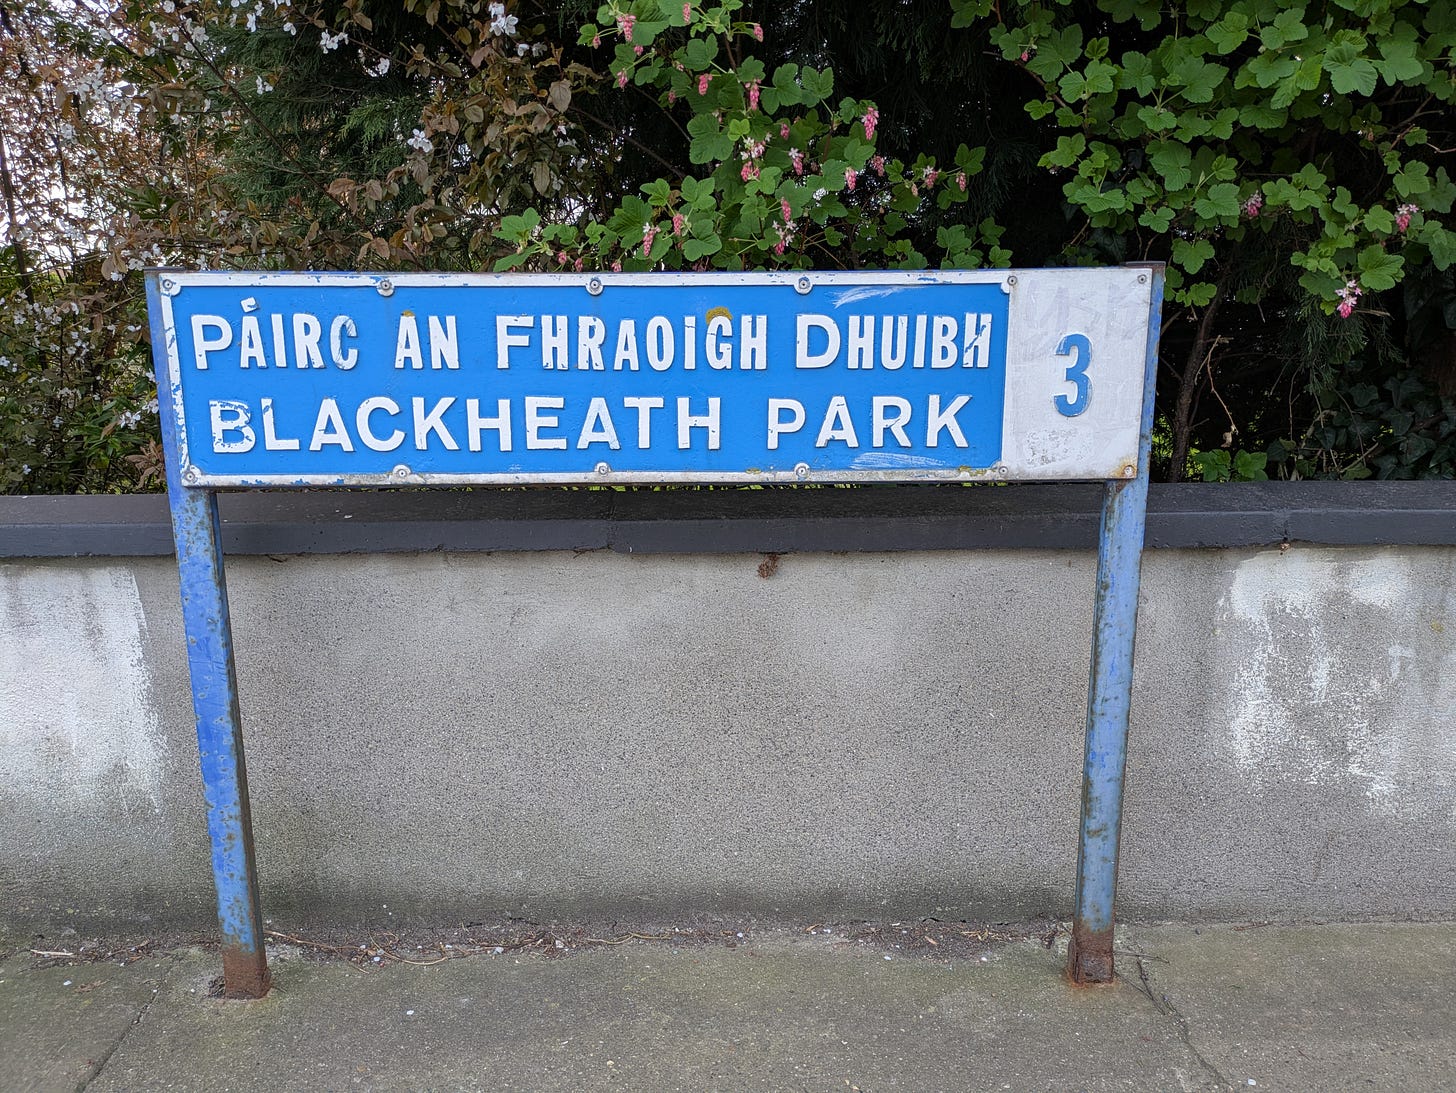 PÁIRC AN FHRAOIGH DHUIBH
BLACKHEATH PARK
3